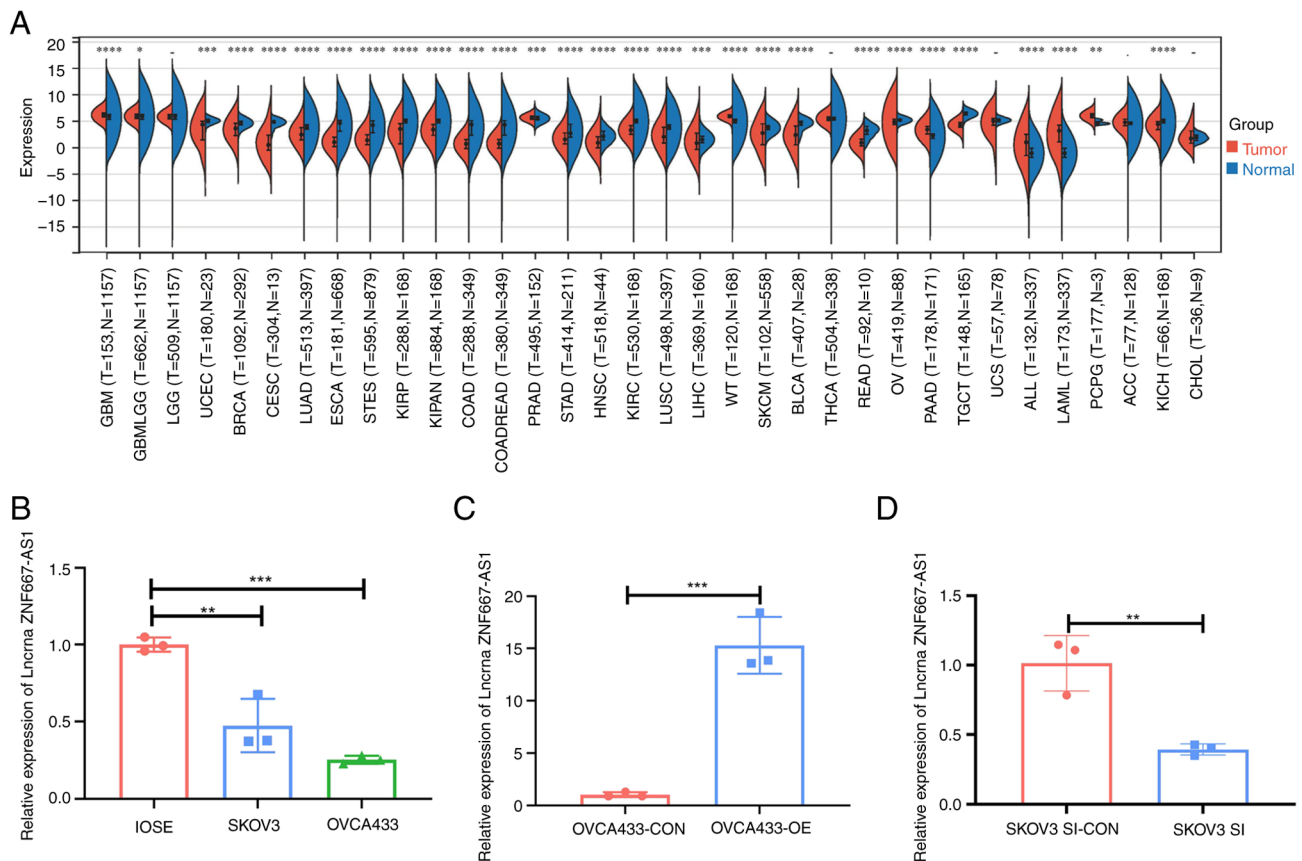 A
Expression
20
15
10
5
0
−5
−10
−15
**** * - *** **** **** **** **** **** **** **** **** **** *** **** **** **** **** *** **** **** **** - **** **** **** **** - **** **** ** . **** -
Group
Tumor
Normal
GBM (T=153,N=1157)
GBMLGG (T=662,N=1157)
LGG (T=509,N=1157)
UCEC (T=180,N=23)
BRCA (T=1092,N=292)
CESC (T=304,N=13)
LUAD (T=513,N=397)
ESCA (T=181,N=668)
STES (T=595,N=879)
KIRP (T=288,N=168)
KIPAN (T=884,N=168)
COAD (T=288,N=349)
COADREAD (T=380,N=349)
PRAD (T=495,N=152)
STAD (T=414,N=211)
HNSC (T=518,N=44)
KIRC (T=530,N=168)
LUSC (T=498,N=397)
LIHC (T=369,N=160)
WT (T=120,N=168)
SKCM (T=102,N=558)
BLCA (T=407,N=28)
THCA (T=504,N=338)
READ (T=92,N=10)
OV (T=419,N=88)
PAAD (T=178,N=171)
TGCT (T=148,N=165)
UCS (T=57,N=78)
ALL (T=132,N=337)
LAML (T=173,N=337)
PCPG (T=177,N=3)
ACC (T=77,N=128)
KICH (T=66,N=168)
CHOL (T=36,N=9)
B
Relative expression of Lncrna ZNF667-AS1
1.5
1.0
0.5
0.0
***
**
IOSE SKOV3 OVCA433
C
Relative expression of Lncrna ZNF667-AS1
20
15
10
5
0
***
OVCA433-CON OVCA433-OE
D
Relative expression of Lncrna ZNF667-AS1
1.5
1.0
0.5
0.0
**
SKOV3 SI-CON SKOV3 SI